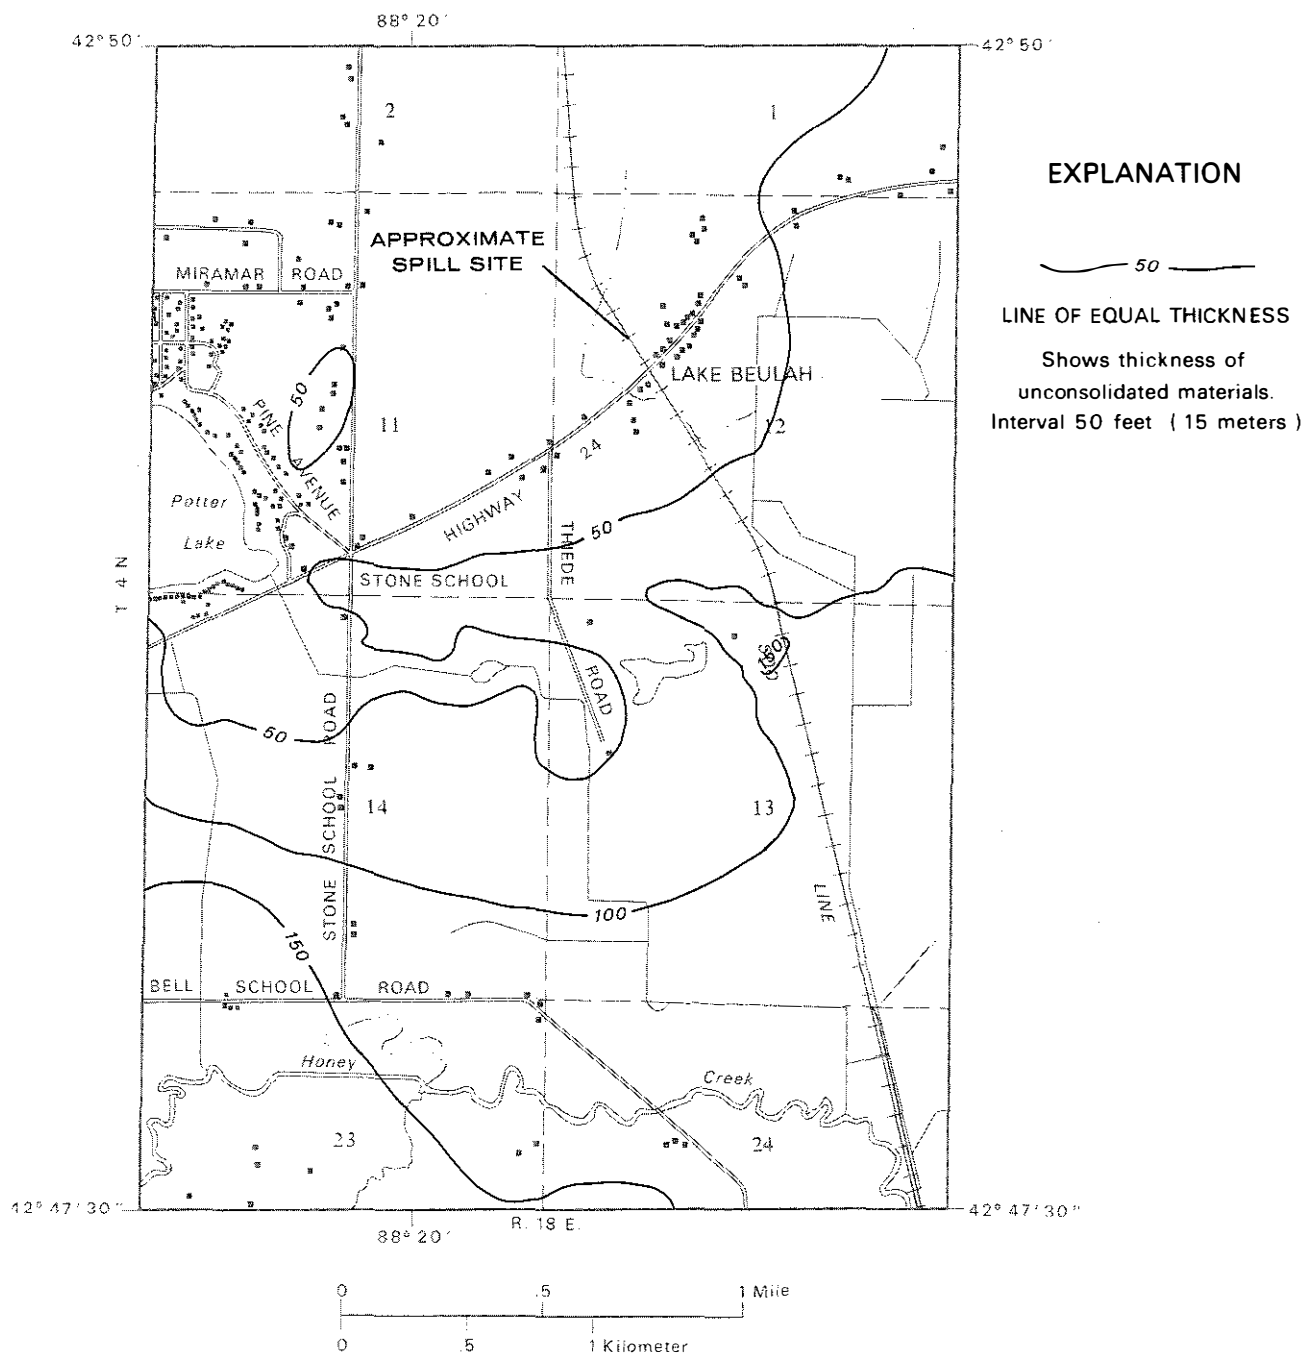 88° 20′
42° 50′
42° 50′
2
1
EXPLANATION
APPROXIMATE
SPILL SITE
MIRAMAR ROAD
50
LINE OF EQUAL THICKNESS
Shows thickness of
unconsolidated materials.
Interval 50 feet (15 meters)
50
LAKE BEULAH
PINE AVENUE
11
12
HIGHWAY 24
Potter
Lake
50
THIEDE ROAD
STONE SCHOOL
T 4 N
50
STONE SCHOOL ROAD
14
13
LINE
100
150
BELL SCHOOL ROAD
Honey Creek
23
24
42° 47′ 30″
42° 47′ 30″
R. 18 E.
88° 20′
0 .5 1 Mile
0 .5 1 Kilometer